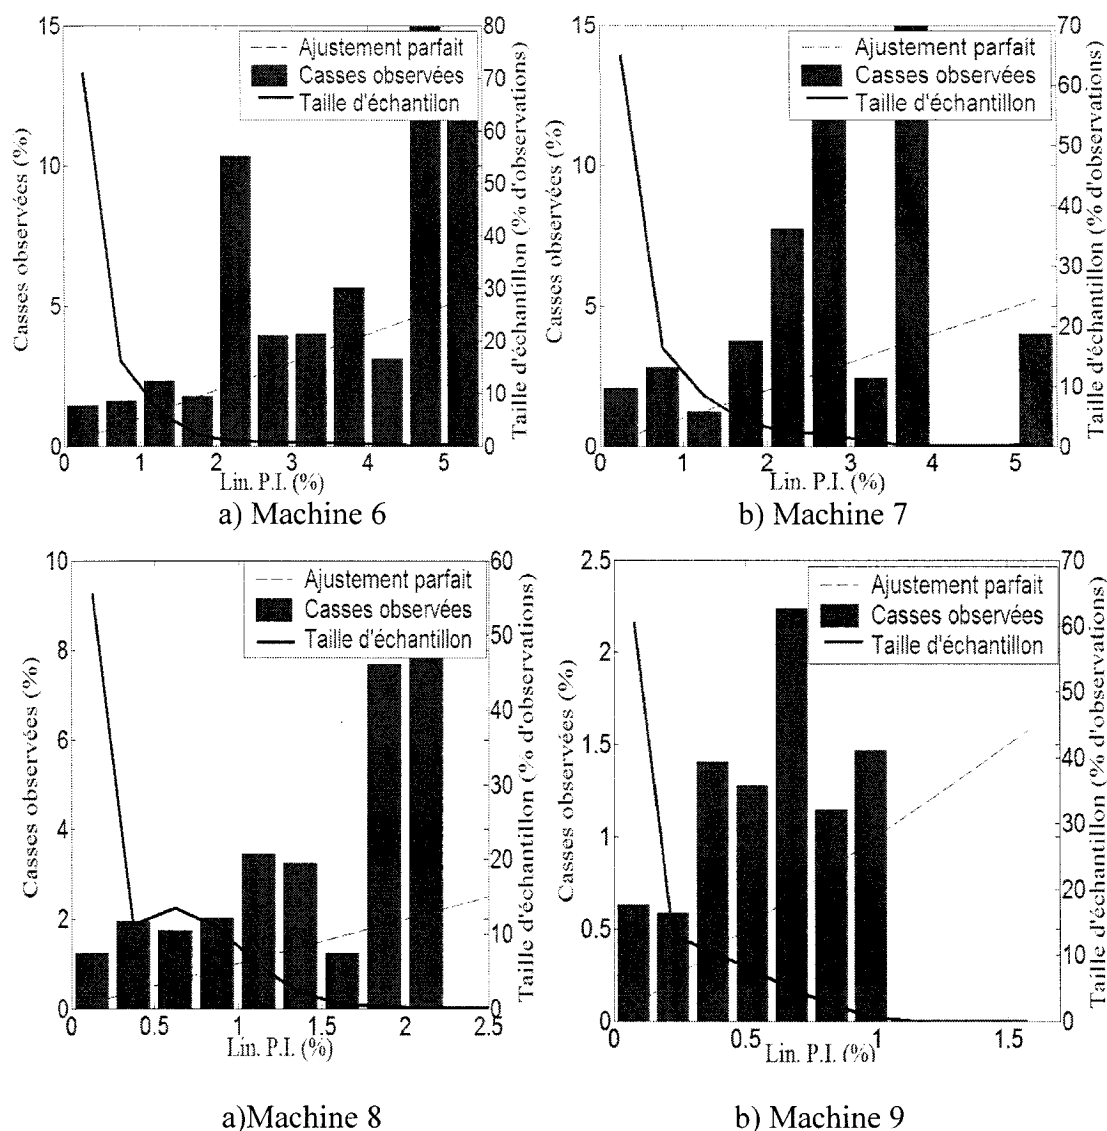 15
10
5
0
Casses observées (%)
80
70
60
50
40
30
20
10
0
Taille d'échantillon (% d'observations)
Ajustement parfait
Casses observées
Taille d'échantilon
0 1 2 3 4 5
Lin. P.I. (%)
a) Machine 6
15
10
5
0
Casses observées (%)
70
60
50
40
30
20
10
0
Taille d'échantillon (% d'observations)
Ajustement parfait
Casses observées
Taille d'échantillon
0 1 2 3 4 5
Lin. P.I. (%)
b) Machine 7
10
8
6
4
2
0
Casses observées (%)
60
50
40
30
20
10
0
Taille d'échantillon (% d'observations)
Ajustement parfait
Casses observées
Taille d'échantillon
0 0.5 1 1.5 2 2.5
Lin. P.I. (%)
a)Machine 8
2.5
2
1.5
1
0.5
0
Casses observées (%)
70
60
50
40
30
20
10
0
Taille d'échantillon (% d'observations)
Ajustement parfait
Casses observées
Taille d'échantillon
0 0.5 1 1.5
Lin. P.I. (%)
b) Machine 9